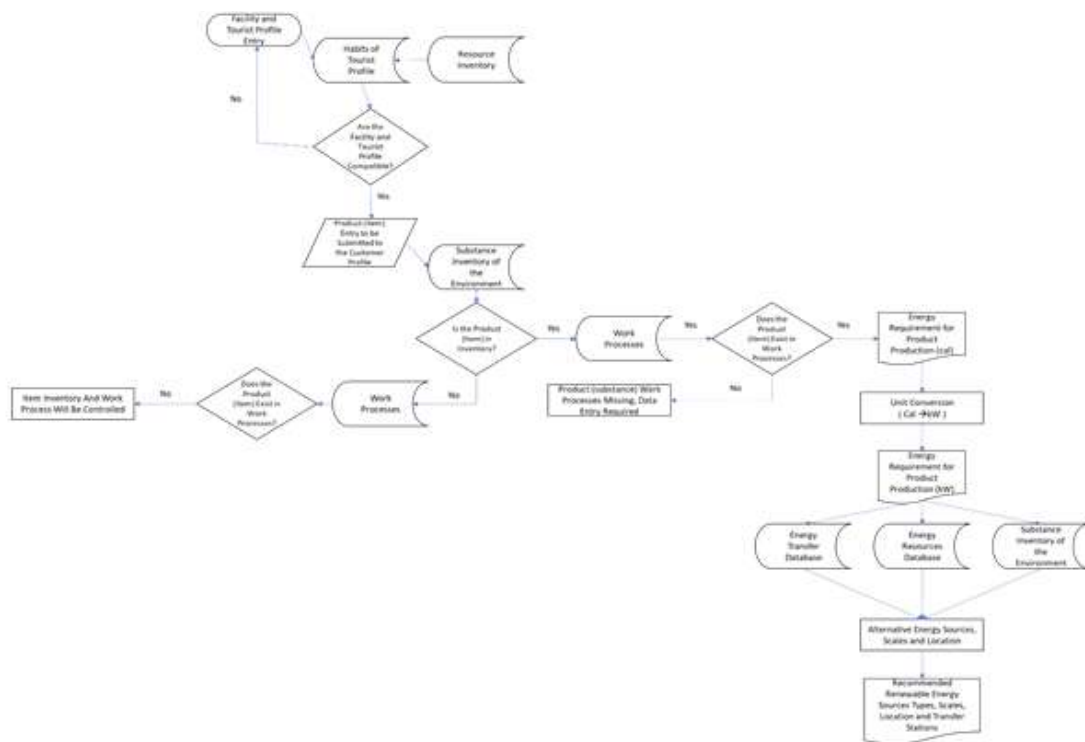 Facility and
Tourist Profile
Entry
Habits of
Tourist
Profile
Resource
Inventory
No
Are the
Facility and
Tourist
Profile
Compatible?
Yes
Product (Item)
Entry to be
Submitted to
the Customer
Profile
Substance
Inventory of
the
Environment
Is the Product
(Item) in
Inventory?
Yes
Work
Processes
Yes
Does the
Product
(Item) Exist in
Work
Processes?
Yes
Energy
Requirement for
Product
Production (cal)
No
Product (substance) Work
Processes Missing, Data
Entry Required
No
Work
Processes
Does the
Product
(Item) Exist in
Work
Processes?
No
Item Inventory And Work
Process Will Be Controlled
Unit Conversion
( Cal →kW )
Energy
Requirement for
Product
Production (kW)
Energy
Transfer
Database
Energy
Resources
Database
Substance
Inventory of
the
Environment
Alternative Energy Sources,
Scales and Location
Recommended
Renewable Energy
Sources Types, Scales,
Location and Transfer
Stations